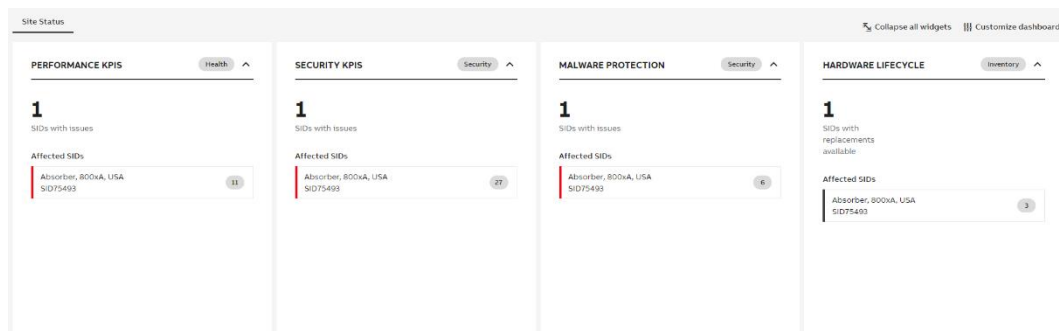 Site Status
Collapse all widgets
Customize dashboard
PERFORMANCE KPIS
Health
1
SIDs with issues
Affected SIDs
Absorber, 800xA, USA
SID75493
11
SECURITY KPIS
Security
1
SIDs with issues
Affected SIDs
Absorber, 800xA, USA
SID75493
27
MALWARE PROTECTION
Security
1
SIDs with issues
Affected SIDs
Absorber, 800xA, USA
SID75493
6
HARDWARE LIFECYCLE
Inventory
1
SIDs with
replacements
available
Affected SIDs
Absorber, 800xA, USA
SID75493
3